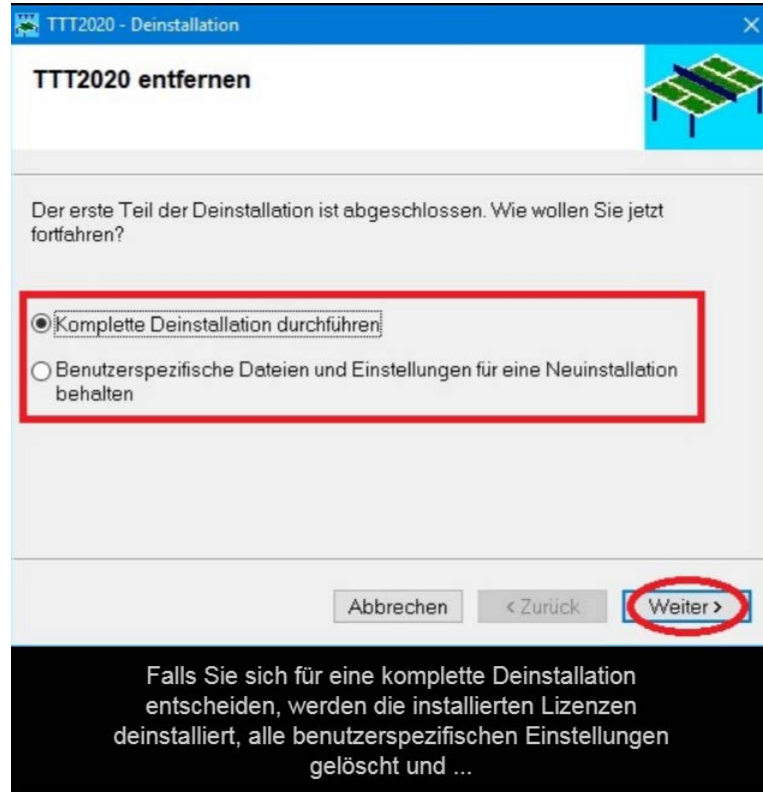 TTT2020 - Deinstallation
TTT2020 entfernen
Der erste Teil der Deinstallation ist abgeschlossen. Wie wollen Sie jetzt
fortfahren?
Komplette Deinstallation durchführen
Benutzerspezifische Dateien und Einstellungen für eine Neuinstallation
behalten
Abbrechen
< Zurück
Weiter >
Falls Sie sich für eine komplette Deinstallation
entscheiden, werden die installierten Lizenzen
deinstalliert, alle benutzerspezifischen Einstellungen
gelöscht und ...